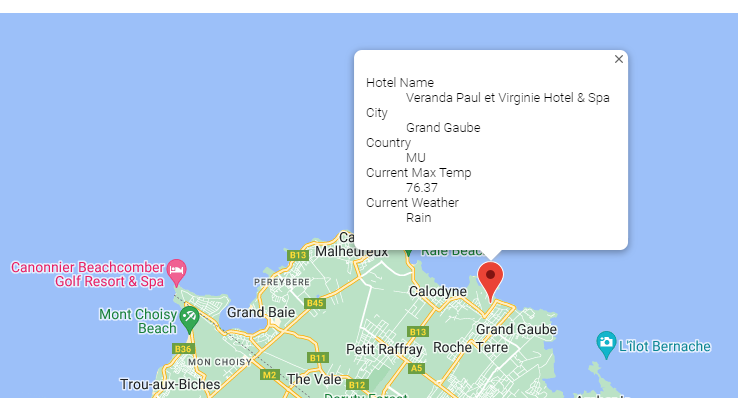 Hotel Name
Veranda Paul et Virginie Hotel & Spa
City
Grand Gaube
Country
MU
Current Max Temp
76.37
Current Weather
Rain
Ca
B13 Malheureux
Canonnier Beachcomber
Golf Resort & Spa
PEREYBERE
Calodyne
B45
Mont Choisy
Beach
Grand Baie
B13
Grand Gaube
B36
Petit Raffray
Roche Terre
L'îlot Bernache
MON CHOISY
B11
A5
M2
The Vale
B12
Trou-aux-Biches